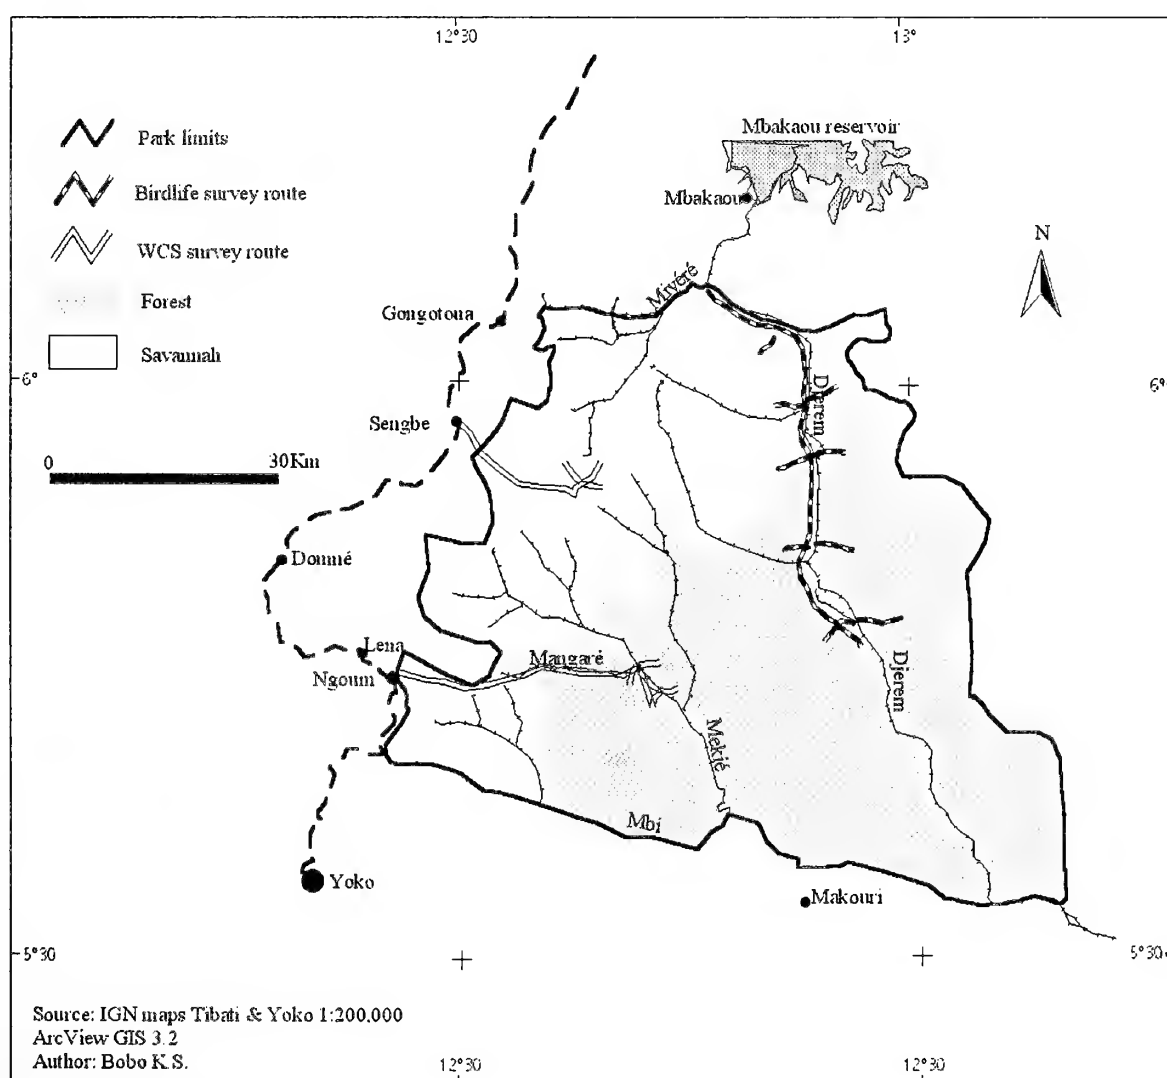 12°30
13°
Mbakaou reservoir
Park limits
Birdlife survey route
Mbakaou
WCS survey route
N
Forest
Mivéré
Gongotoua
Savannah
6°
6°
Djerem
Sengbe
0
30Km
Doumé
Lena
Mangaré
Ngoum
Djerem
Mekié
Mbi
Yoko
Makouri
5°30
5°30
Source: IGN maps Tibati & Yoko 1:200,000
ArcView GIS 3.2
Author: Bobo K.S.
12°30
12°30